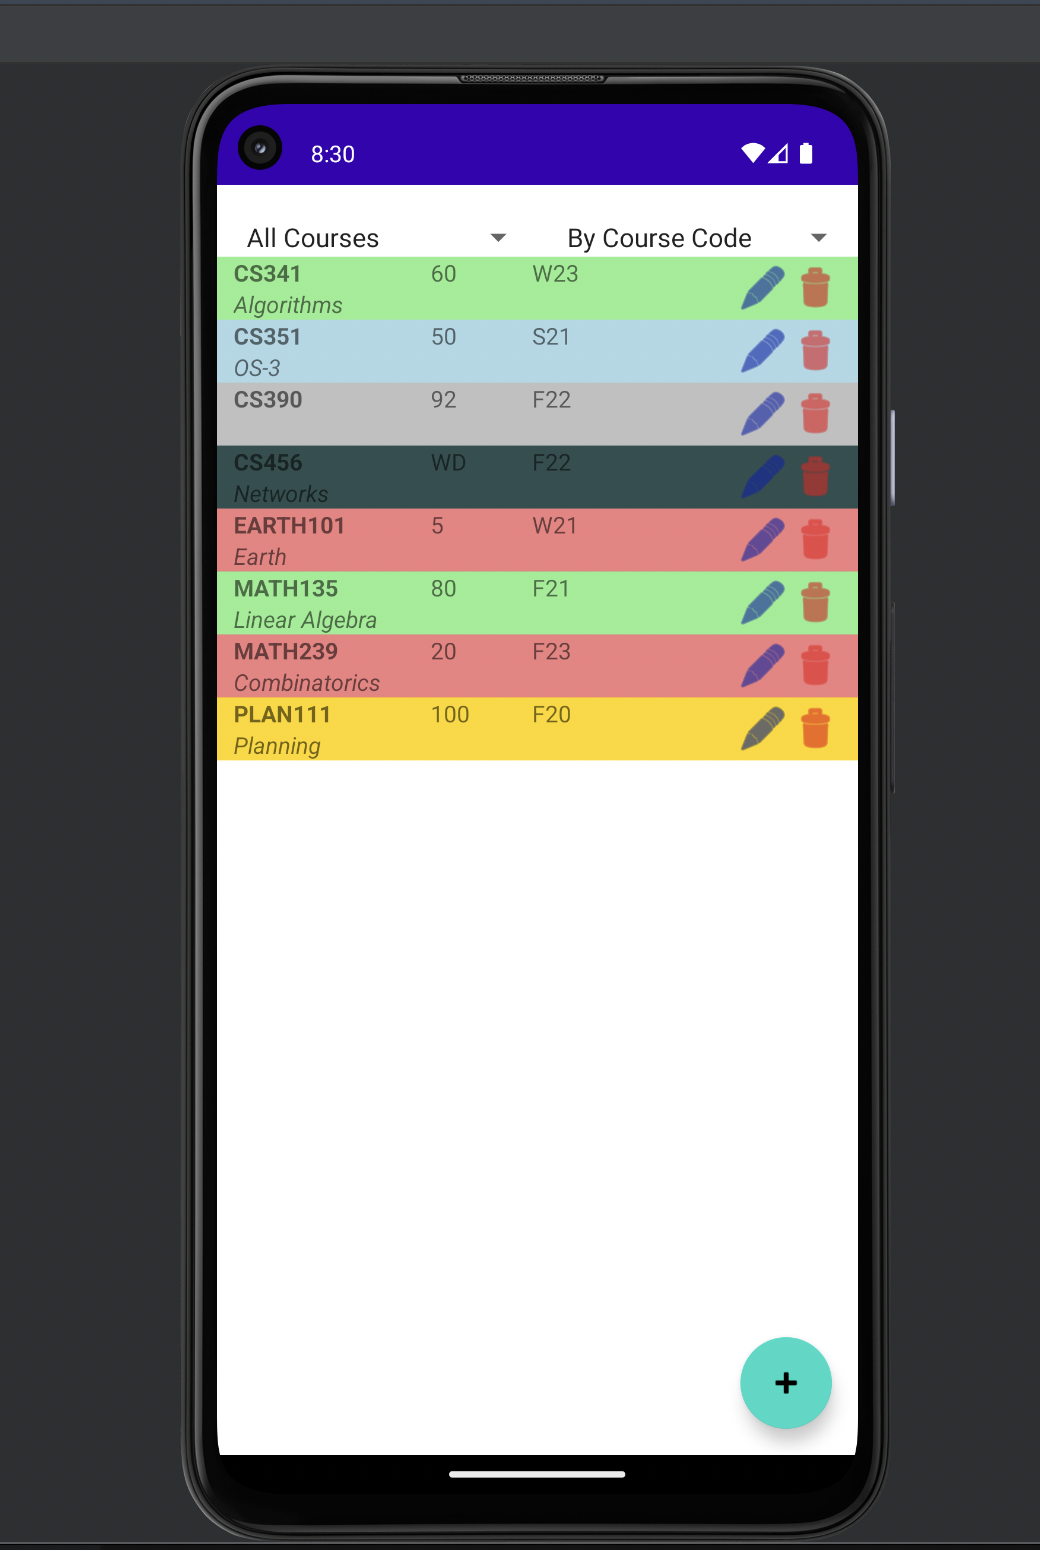 8:30
All Courses By Course Code
CS341 60 W23
Algorithms
CS351 50 S21
OS-3
CS390 92 F22
CS456 WD F22
Networks
EARTH101 5 W21
Earth
MATH135 80 F21
Linear Algebra
MATH239 20 F23
Combinatorics
PLAN111 100 F20
Planning
+